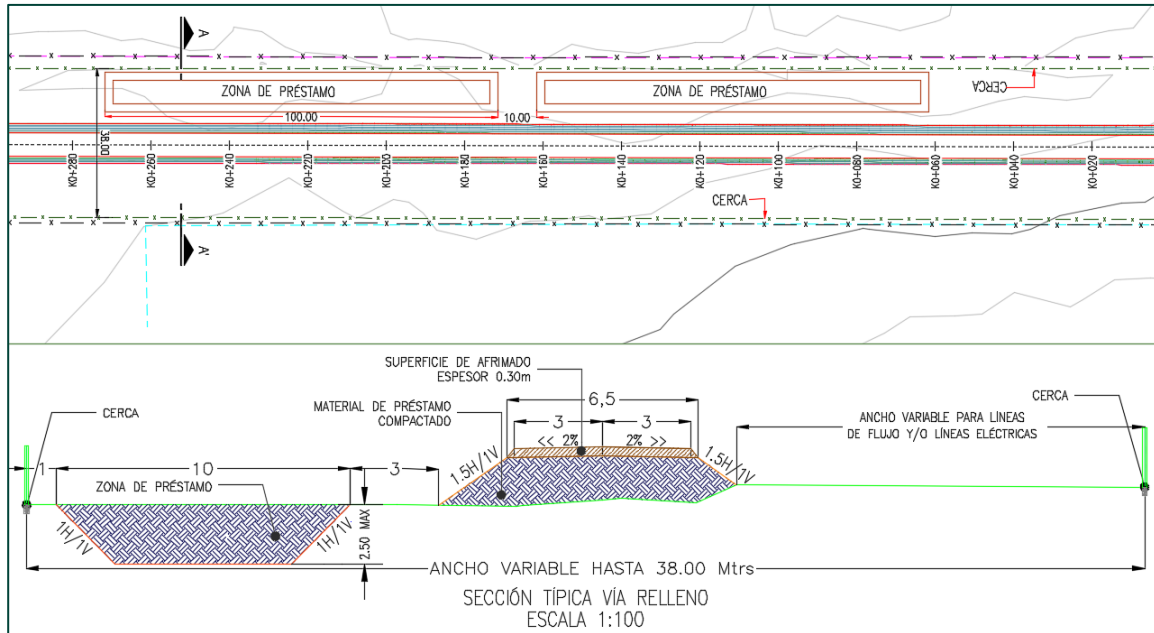 A
ZONA DE PRÉSTAMO
ZONA DE PRÉSTAMO
CERCA
100.00
10.00
38.00
K0+280
K0+260
K0+240
K0+220
K0+200
K0+180
K0+160
K0+140
K0+120
K0+100
K0+080
K0+060
K0+040
K0+020
CERCA
A'
SUPERFICIE DE AFRIMADO
ESPESOR 0.30m
6,5
CERCA
CERCA
MATERIAL DE PRÉSTAMO
COMPACTADO
3
3
ANCHO VARIABLE PARA LÍNEAS
DE FLUJO Y/O LÍNEAS ELÉCTRICAS
<< 2%
2% >>
1.5H/1V
1.5H/1V
1
10
3
ZONA DE PRÉSTAMO
1H/1V
1H/1V
2.50 MAX
ANCHO VARIABLE HASTA 38.00 Mtrs
SECCIÓN TÍPICA VÍA RELLENO
ESCALA 1:100